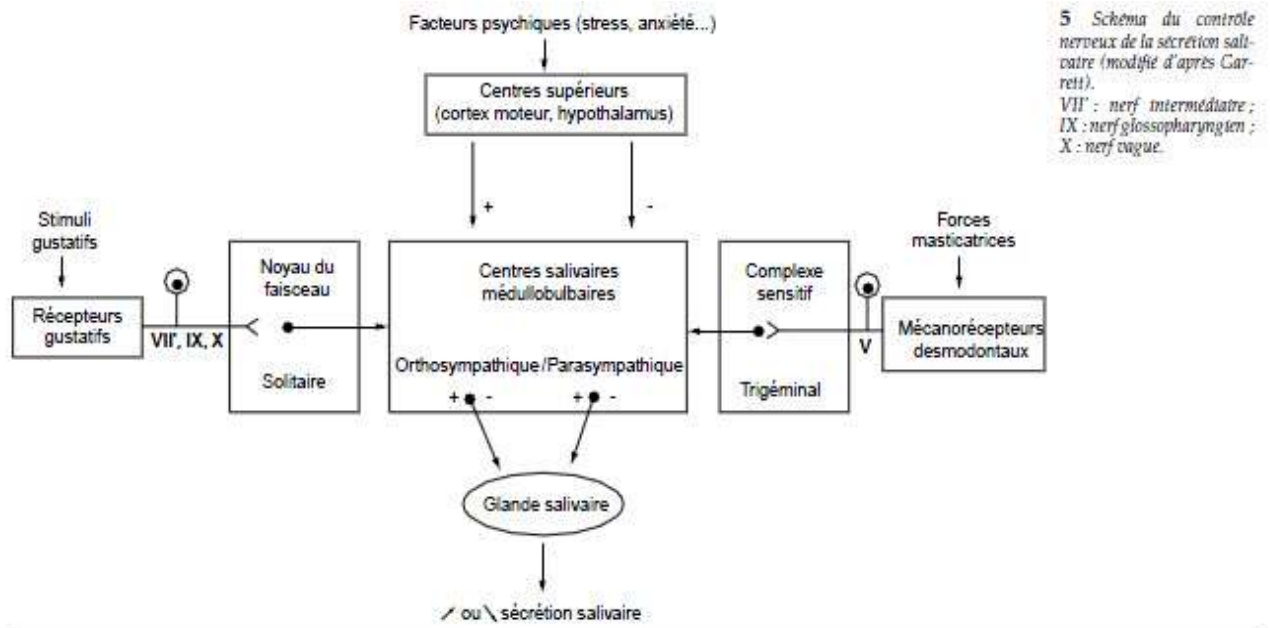 Facteurs psychiques (stress, anxiété...)
Centres supérieurs
(cortex moteur, hypothalamus)
+
-
Stimuli
gustatifs
Récepteurs
gustatifs
VII', IX, X
Noyau du
faisceau
Solitaire
Centres salivaires
médullobulbaires
Orthosympathique/Parasympathique
+ - + -
Complexe
sensitif
Trigéminal
V
Forces
masticatrices
Mécanorécepteurs
desmodontaux
Glande salivaire
ou sécrétion salivaire
5 Schéma du contrôle
nerveux de la sécrétion sali-
vaire (modifié d'après Gar-
rett).
VII' : nerf intermédiaire ;
IX : nerf glossopharyngien ;
X : nerf vague.